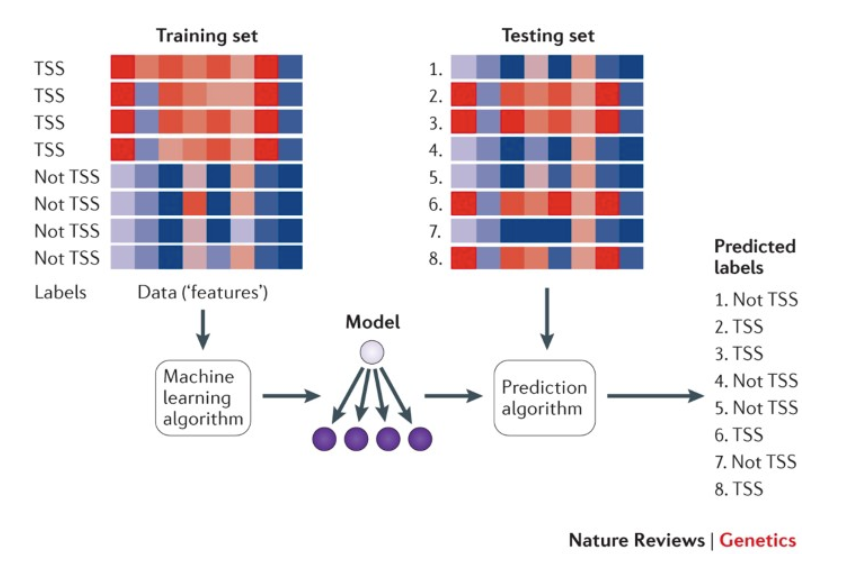 Training set
TSS
TSS
TSS
TSS
Not TSS
Not TSS
Not TSS
Not TSS
Labels
Data (‘features’)
Testing set
1.
2.
3.
4.
5.
6.
7.
8.
Machine
learning
algorithm
Model
Prediction
algorithm
Predicted
labels
1. Not TSS
2. TSS
3. TSS
4. Not TSS
5. Not TSS
6. TSS
7. Not TSS
8. TSS
Nature Reviews | Genetics